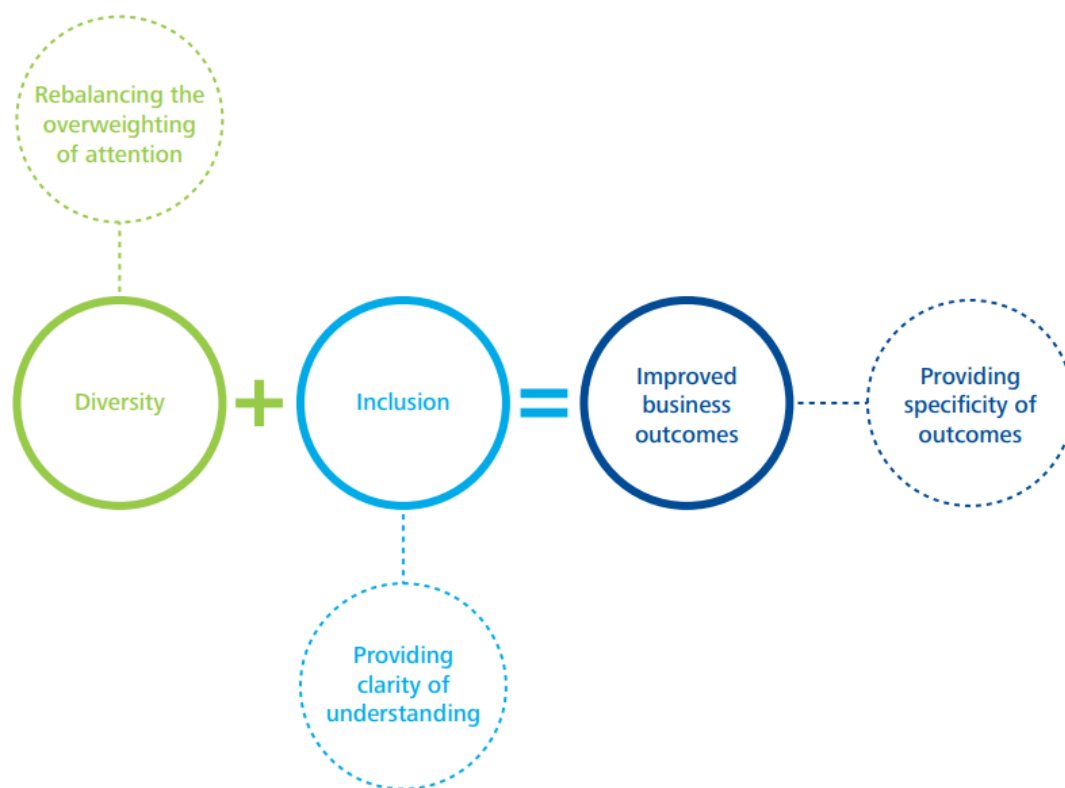 Rebalancing the
overweighting
of attention
Diversity
+
Inclusion
=
Improved
business
outcomes
Providing
specificity of
outcomes
Providing
clarity of
understanding